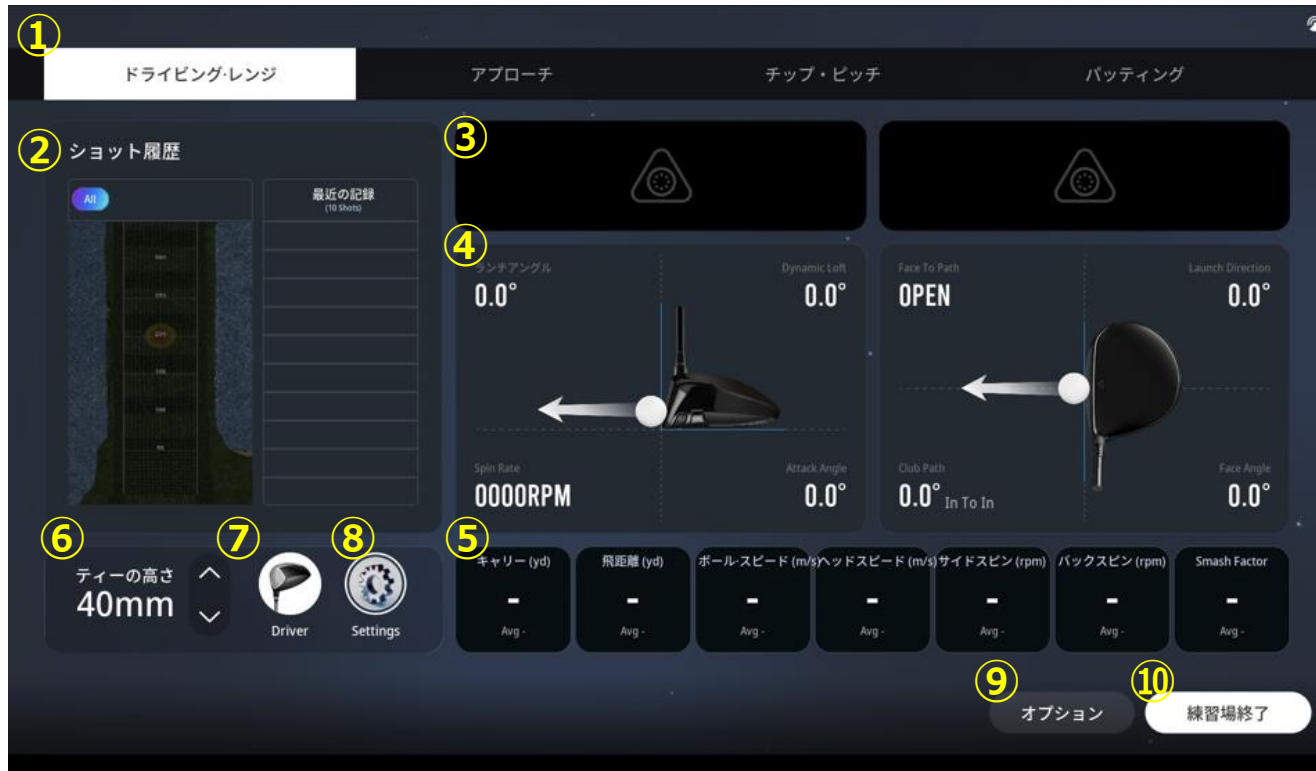 ①
ドライビング·レンジ
アプローチ
チップ・ピッチ
パッティング
② ショット履歴
All
最近の記録
(10 Shots)
③
④
ランチアングル
0.0°
Dynamic Loft
0.0°
Spin Rate
0000RPM
Attack Angle
0.0°
Face To Path
OPEN
Launch Direction
0.0°
Club Path
0.0° In To In
Face Angle
0.0°
⑥
ティーの高さ
40mm
⑦
Driver
⑧
Settings
⑤
キャリー (yd)
-
Avg -
飛距離 (yd)
-
Avg -
ボール·スピード (m/s)
-
Avg -
ヘッドスピード (m/s)
-
Avg -
サイドスピン (rpm)
-
Avg -
バックスピン (rpm)
-
Avg -
Smash Factor
-
Avg -
⑨
オプション
⑩
練習場終了